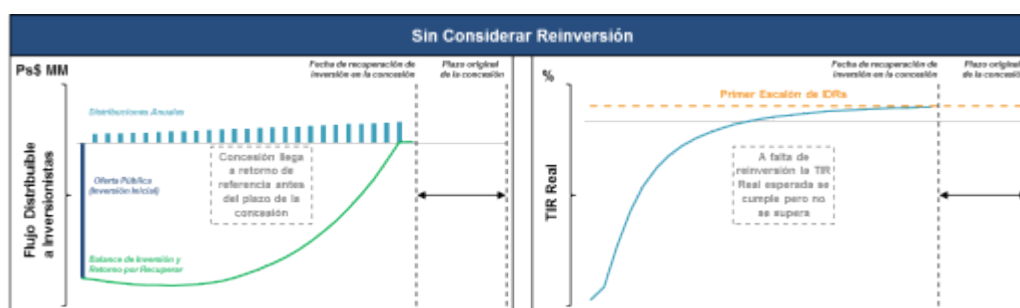 Sin Considerar Reinversión
Ps$ MM
Fecha de recuperación de
inversión en la concesión
Plazo original
de la concesión
Distribuciones Anuales
Concesión llega
a retorno de
referencia antes
del plazo de la
concesión
Oferta Pública
(Inversión Inicial)
Flujo Distribuible
a Inversionistas
Balance de Inversión y
Retorno por Recuperar
%
Fecha de recuperación de
inversión en la concesión
Plazo original
de la concesión
Primer Escalón de IDRs
A falta de
reinversión la TIR
Real esperada se
cumple pero no
se supera
TIR Real